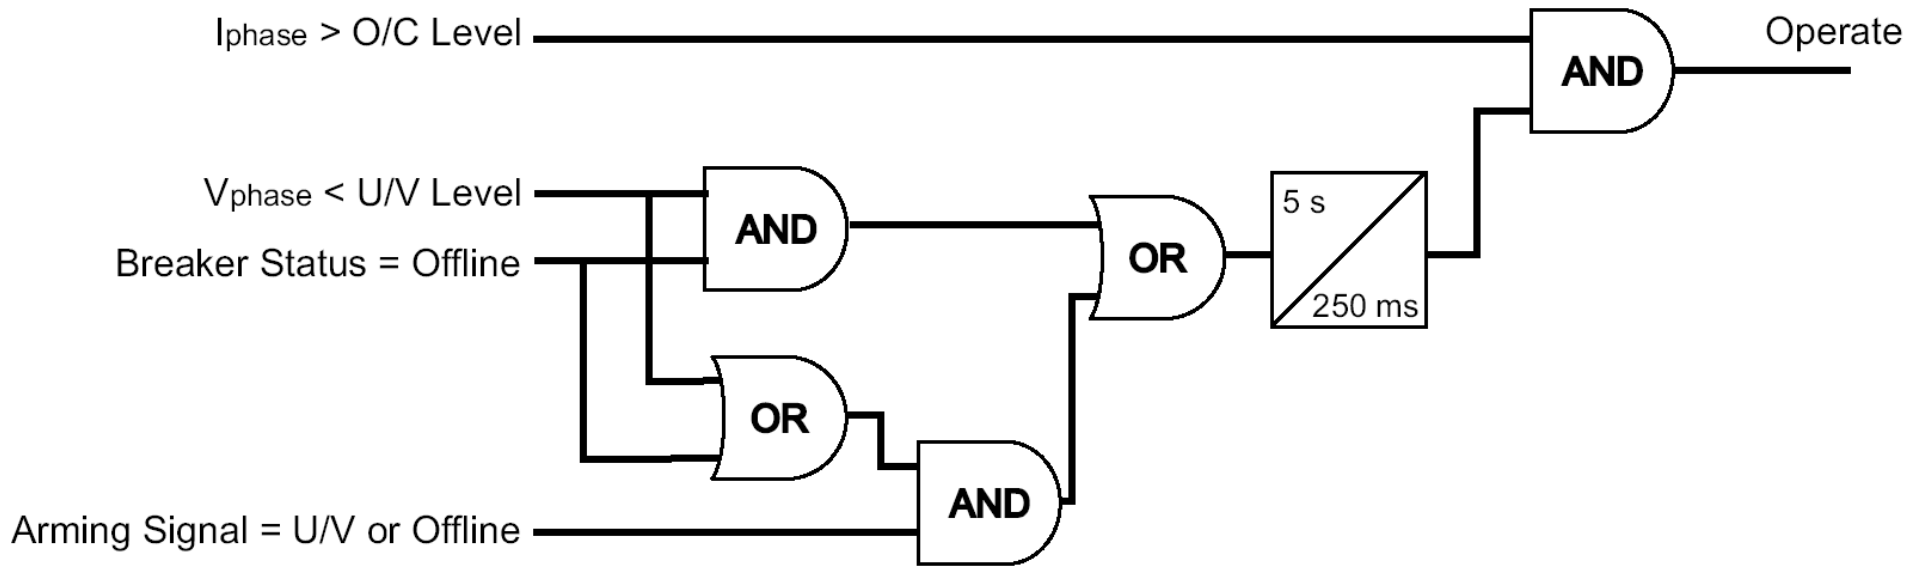 Iphase > O/C Level
Operate
AND
Vphase < U/V Level
AND
Breaker Status = Offline
OR
5 s
250 ms
OR
AND
Arming Signal = U/V or Offline